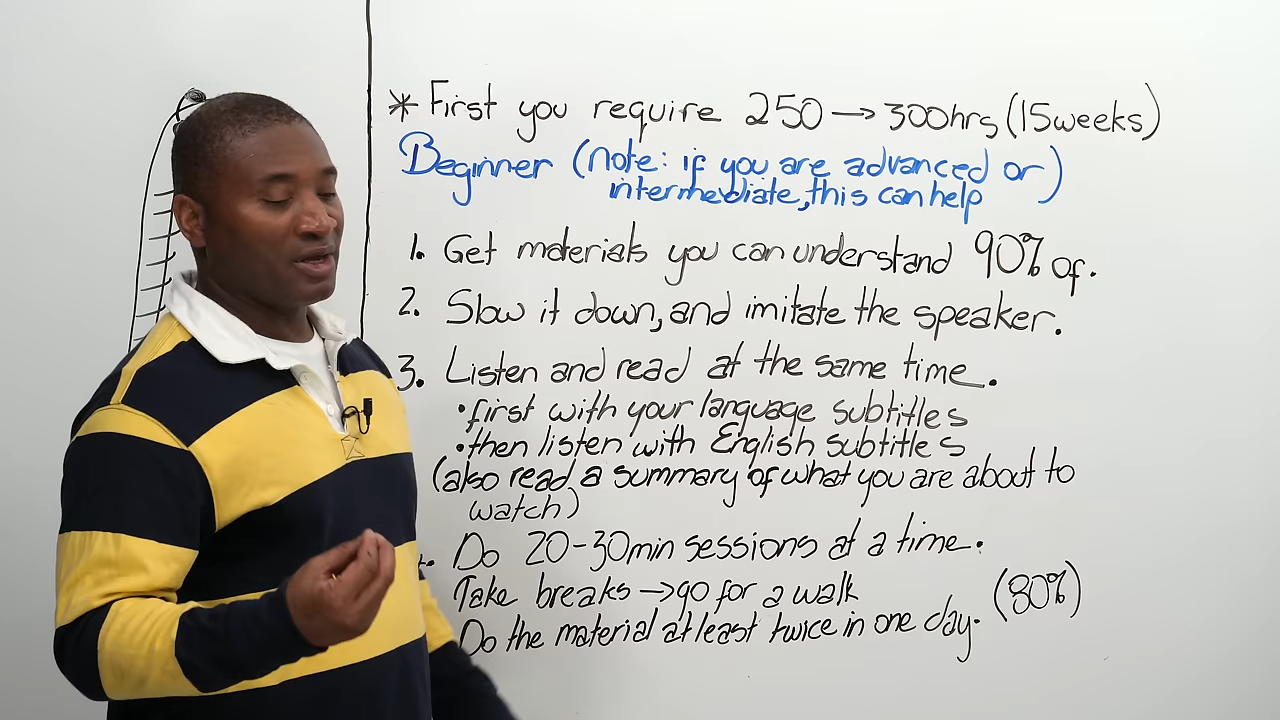 * First you require 250 → 300hrs (15weeks)
Beginner (Note: if you are advanced or)
intermediate, this can help
1. Get materials you can understand 90% of.
2. Slow it down, and imitate the speaker.
3. Listen and read at the same time.
• first with your language subtitles
• then listen with English subtitles
(also read a summary of what you are about to
watch)
. Do 20-30min sessions at a time.
Take breaks → go for a walk (80%)
Do the material at least twice in one day.